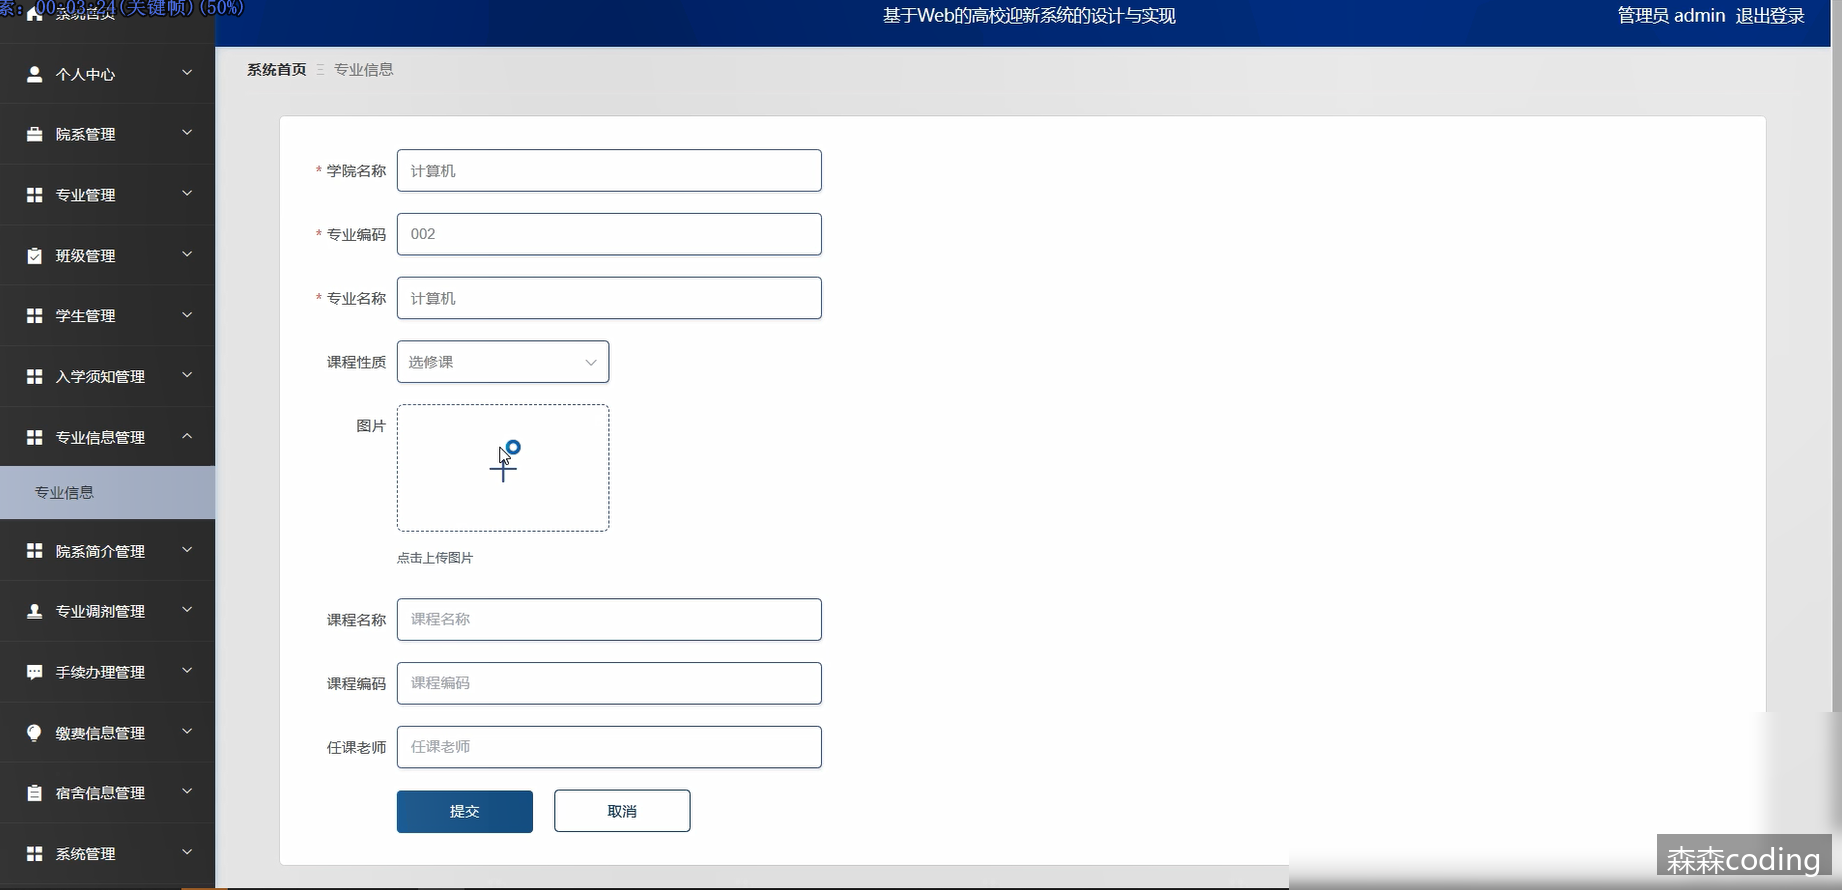 索：00:03:24(关键帧)(50%)
系统首页
基于Web的高校迎新系统的设计与实现
管理员 admin 退出登录
系统首页 专业信息
个人中心
院系管理
专业管理
班级管理
学生管理
入学须知管理
专业信息管理
专业信息
院系简介管理
专业调剂管理
手续办理管理
缴费信息管理
宿舍信息管理
系统管理
* 学院名称 计算机
* 专业编码 002
* 专业名称 计算机
课程性质 选修课
图片
点击上传图片
课程名称 课程名称
课程编码 课程编码
任课老师 任课老师
提交 取消
森森coding